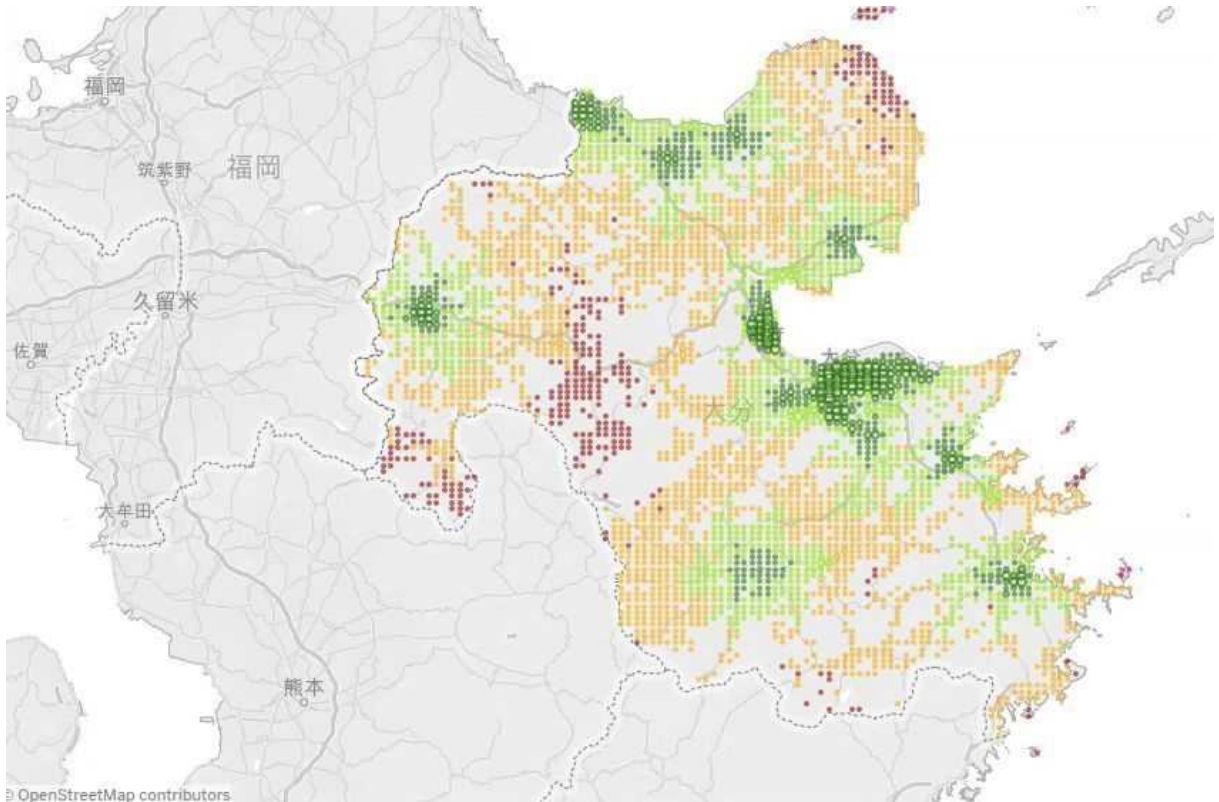 福岡
筑紫野
福岡
久留米
佐賀
大分
大分
大牟田
熊本
© OpenStreetMap contributors